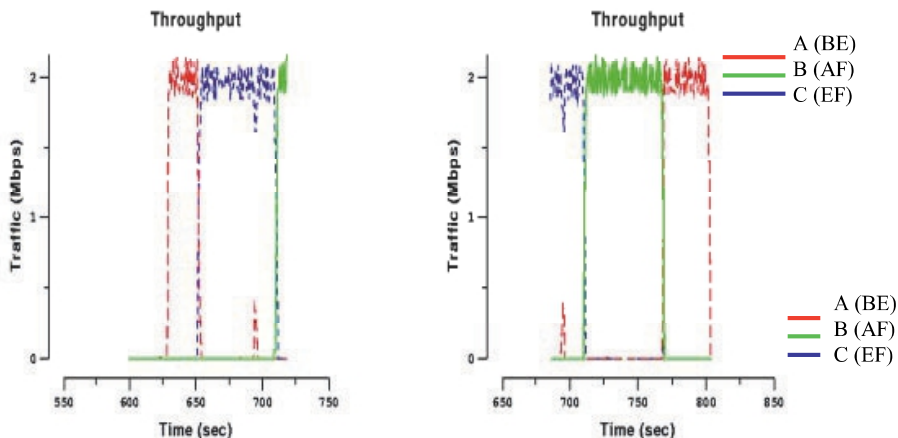 Throughput
Traffic (Mbps)
2
1
0
550 600 650 700 750
Time (sec)
Throughput
Traffic (Mbps)
2
1
0
650 700 750 800 850
Time (sec)
A (BE)
B (AF)
C (EF)
A (BE)
B (AF)
C (EF)